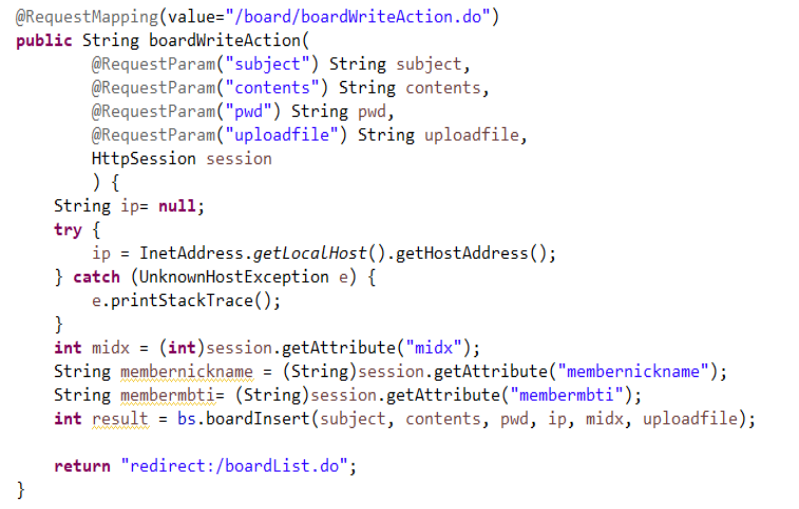 @RequestMapping(value="/board/boardWriteAction.do")
public String boardWriteAction(
        @RequestParam("subject") String subject,
        @RequestParam("contents") String contents,
        @RequestParam("pwd") String pwd,
        @RequestParam("uploadfile") String uploadfile,
        HttpSession session
        ) {
    String ip= null;
    try {
        ip = InetAddress.getLocalHost().getHostAddress();
    } catch (UnknownHostException e) {
        e.printStackTrace();
    }
    int midx = (int)session.getAttribute("midx");
    String membernickname = (String)session.getAttribute("membernickname");
    String membermbti= (String)session.getAttribute("membermbti");
    int result = bs.boardInsert(subject, contents, pwd, ip, midx, uploadfile);

    return "redirect:/boardList.do";
}